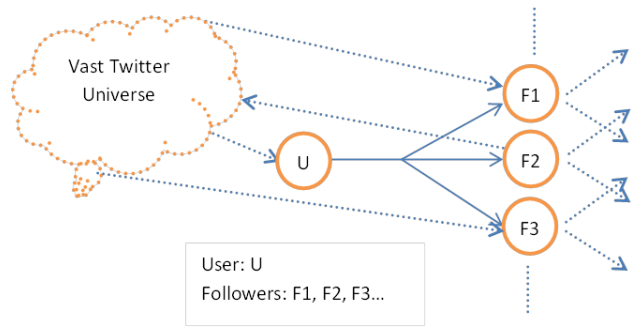 Vast Twitter
Universe
F1
U
F2
F3
User: U
Followers: F1, F2, F3...